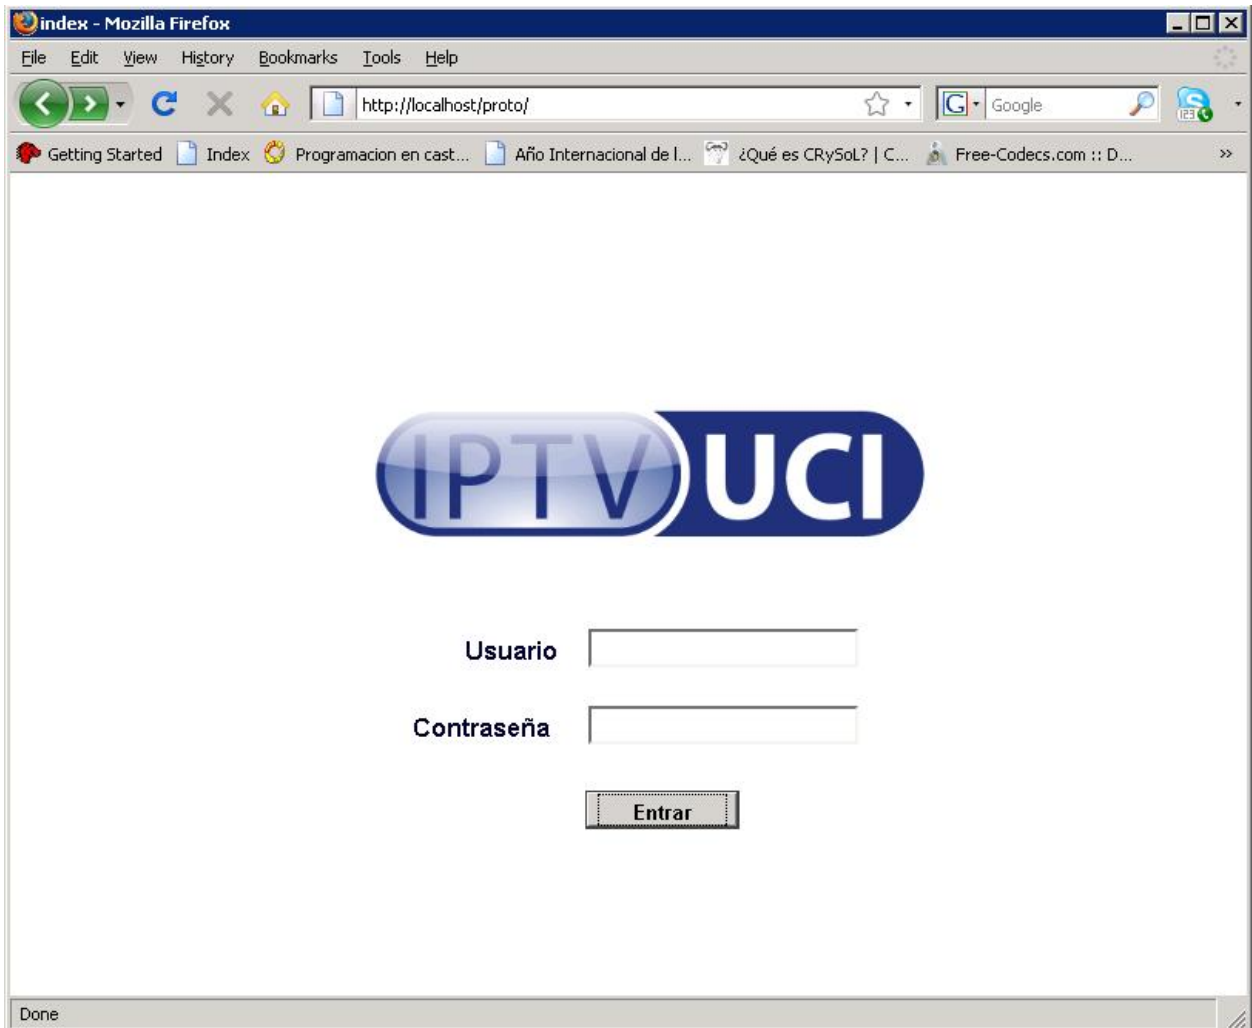 index - Mozilla Firefox
File Edit View History Bookmarks Tools Help
http://localhost/proto/ G Google 123
Getting Started Index Programacion en cast... Año Internacional de l... ¿Qué es CRySoL? | C... Free-Codecs.com :: D... »
IPTV UCI
Usuario
Contraseña
Entrar
Done